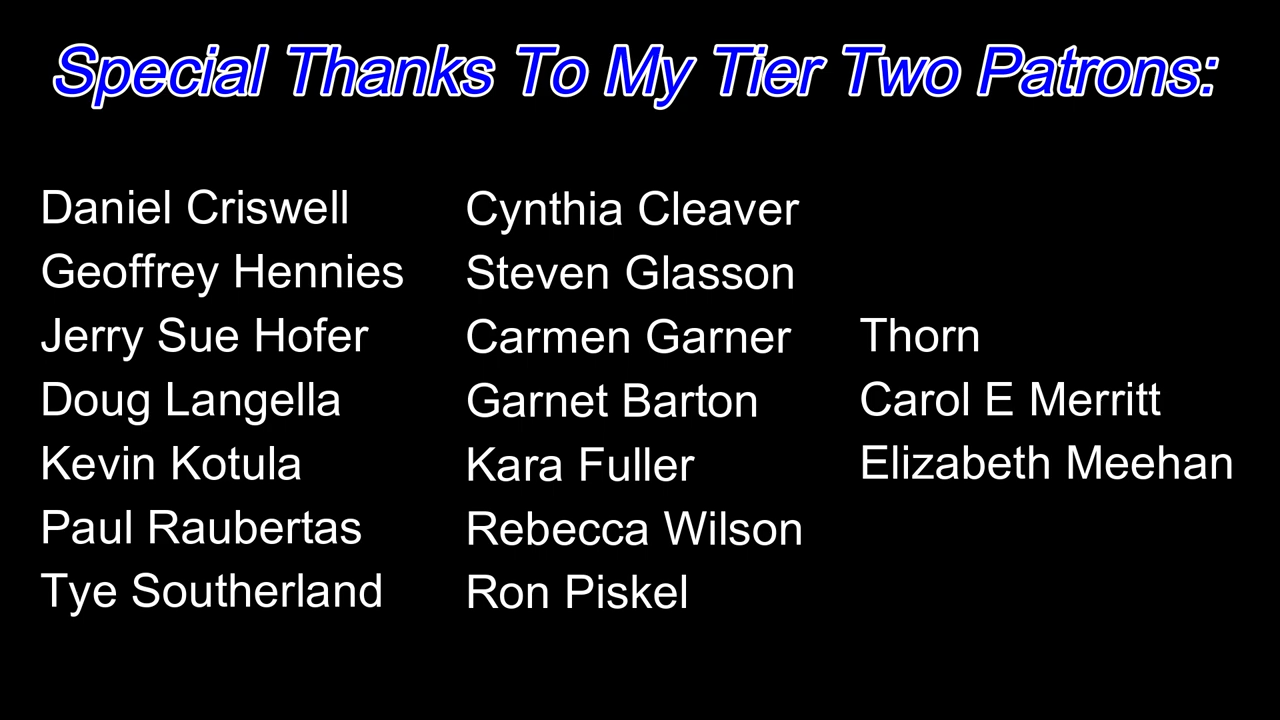 Special Thanks To My Tier Two Patrons:
Daniel Criswell
Geoffrey Hennies
Jerry Sue Hofer
Doug Langella
Kevin Kotula
Paul Raubertas
Tye Southerland
Cynthia Cleaver
Steven Glasson
Carmen Garner
Garnet Barton
Kara Fuller
Rebecca Wilson
Ron Piskel
Thorn
Carol E Merritt
Elizabeth Meehan